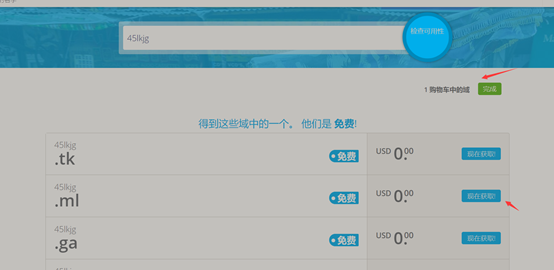 45lkjg
检查可用性
1 购物车中的域
完成
得到这些域中的一个。 他们是 免费!
45lkjg
.tk
免费
USD 0.00
现在获取!
45lkjg
.ml
免费
USD 0.00
现在获取!
45lkjg
.ga
免费
USD 0.00
现在获取!